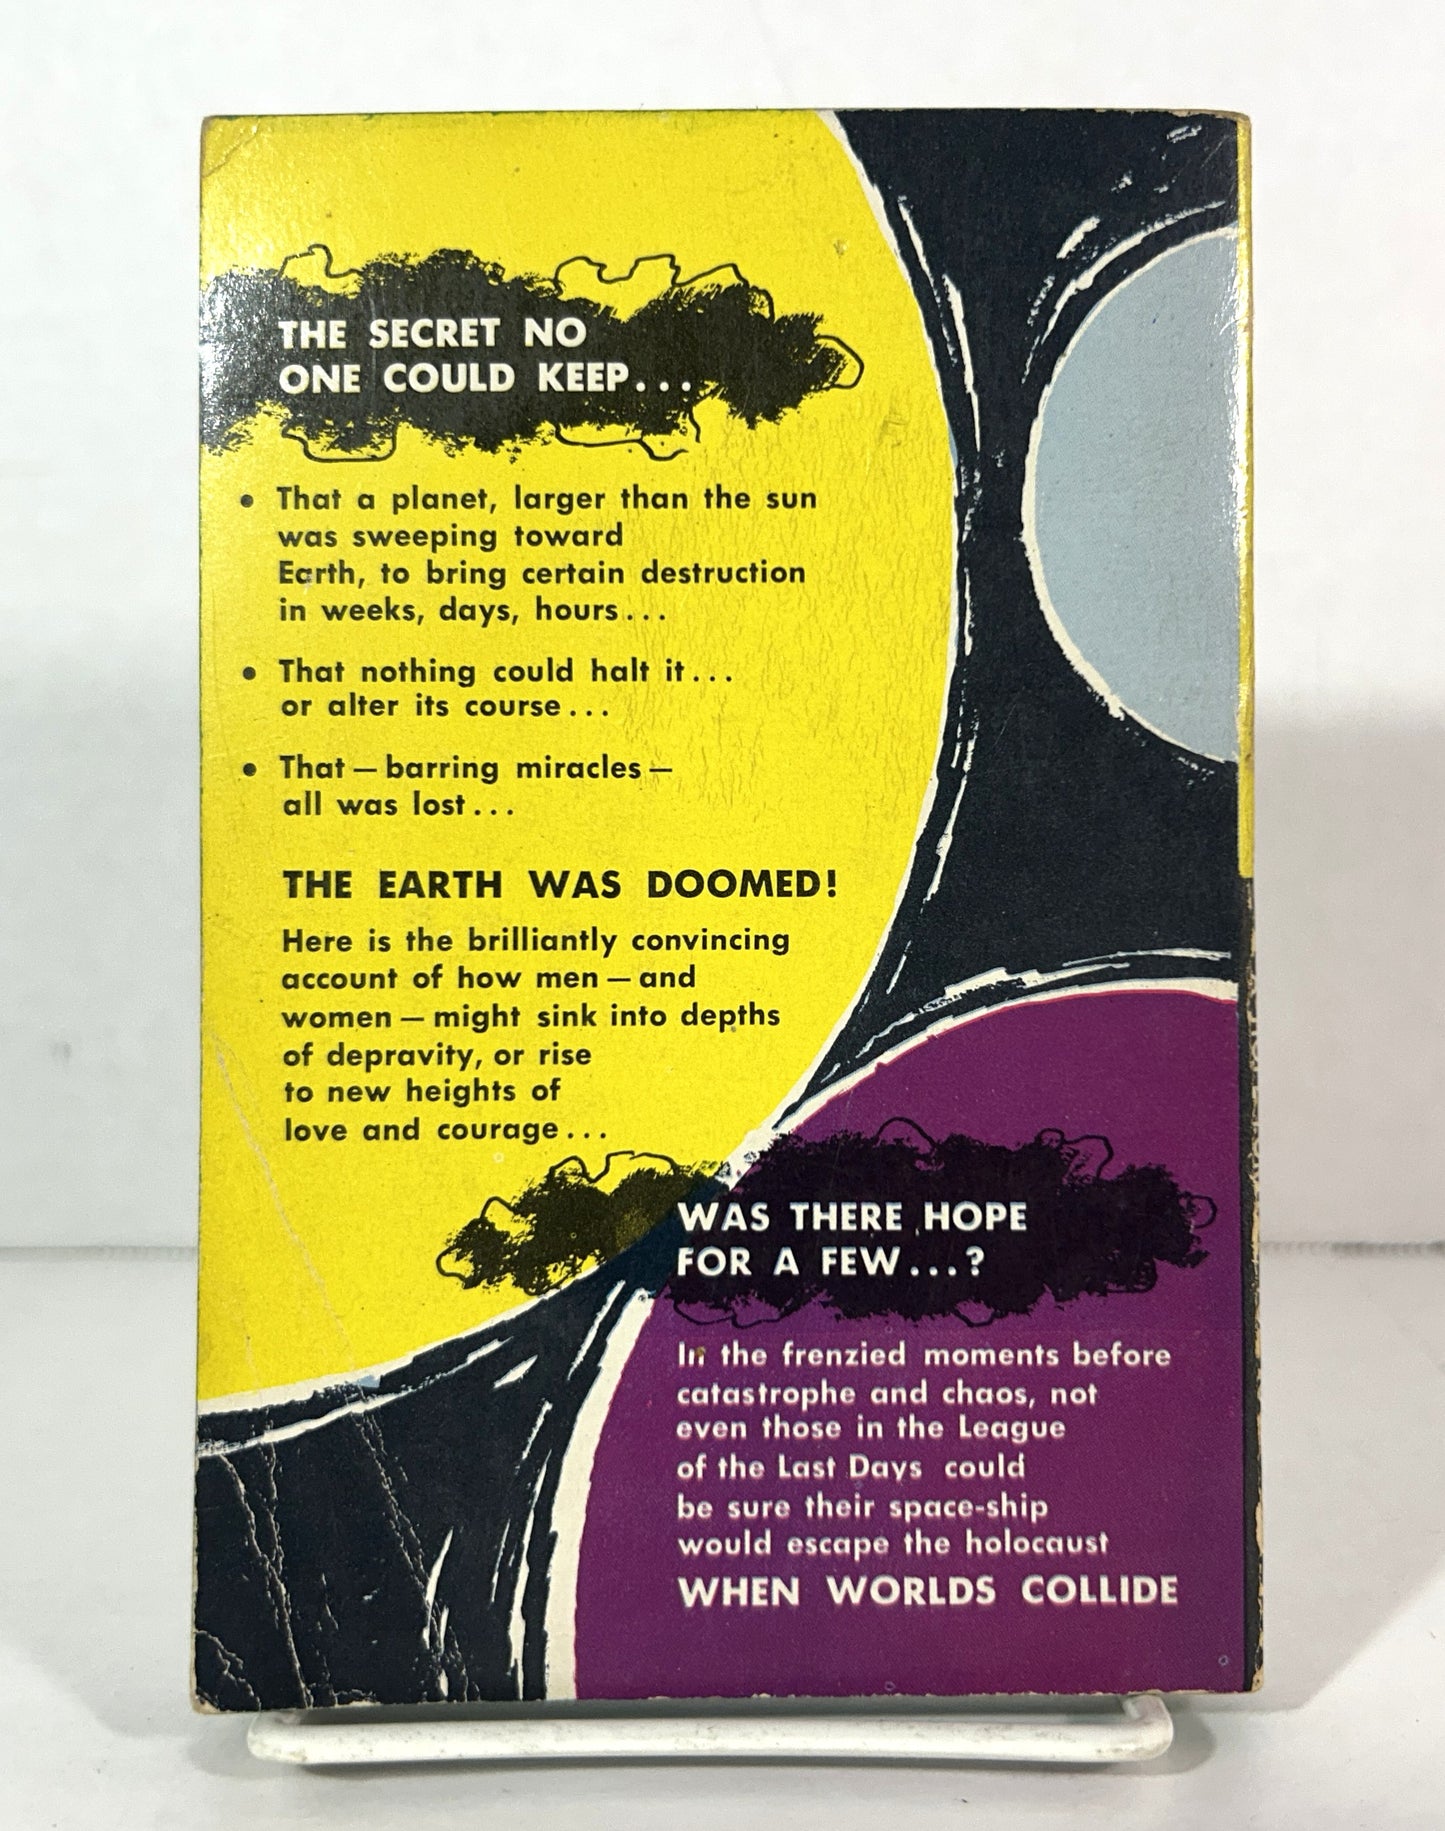 THE SECRET NO
ONE COULD KEEP...
• That a planet, larger than the sun
was sweeping toward
Earth, to bring certain destruction
in weeks, days, hours...
• That nothing could halt it...
or alter its course...
• That — barring miracles —
all was lost...
THE EARTH WAS DOOMED!
Here is the brilliantly convincing
account of how men — and
women — might sink into depths
of depravity, or rise
to new heights of
love and courage...
WAS THERE HOPE
FOR A FEW...?
In the frenzied moments before
catastrophe and chaos, not
even those in the League
of the Last Days could
be sure their space-ship
would escape the holocaust
WHEN WORLDS COLLIDE